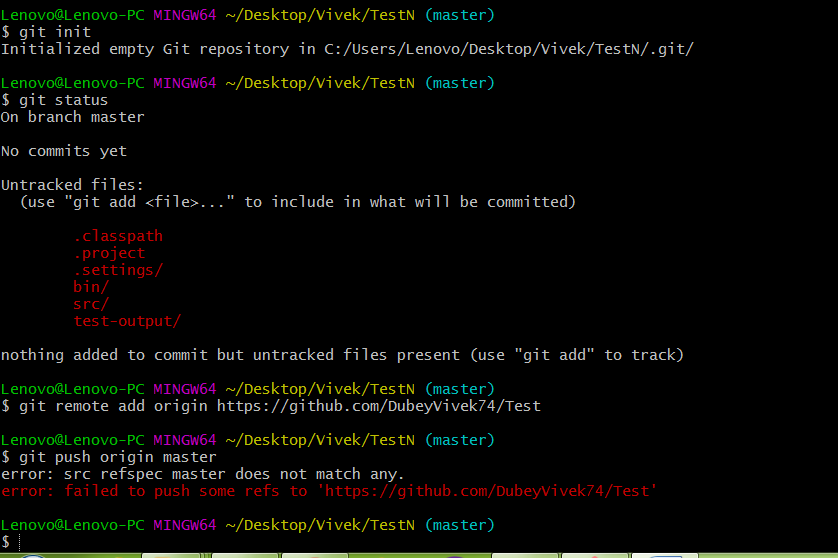 Lenovo@Lenovo-PC MINGW64 ~/Desktop/Vivek/TestN (master)
$ git init
Initialized empty Git repository in C:/Users/Lenovo/Desktop/Vivek/TestN/.git/
Lenovo@Lenovo-PC MINGW64 ~/Desktop/Vivek/TestN (master)
$ git status
On branch master
No commits yet
Untracked files:
(use "git add <file>..." to include in what will be committed)
.classpath
.project
.settings/
bin/
src/
test-output/
nothing added to commit but untracked files present (use "git add" to track)
Lenovo@Lenovo-PC MINGW64 ~/Desktop/Vivek/TestN (master)
$ git remote add origin https://github.com/DubeyVivek74/Test
Lenovo@Lenovo-PC MINGW64 ~/Desktop/Vivek/TestN (master)
$ git push origin master
error: src refspec master does not match any.
error: failed to push some refs to 'https://github.com/DubeyVivek74/Test'
Lenovo@Lenovo-PC MINGW64 ~/Desktop/Vivek/TestN (master)
$